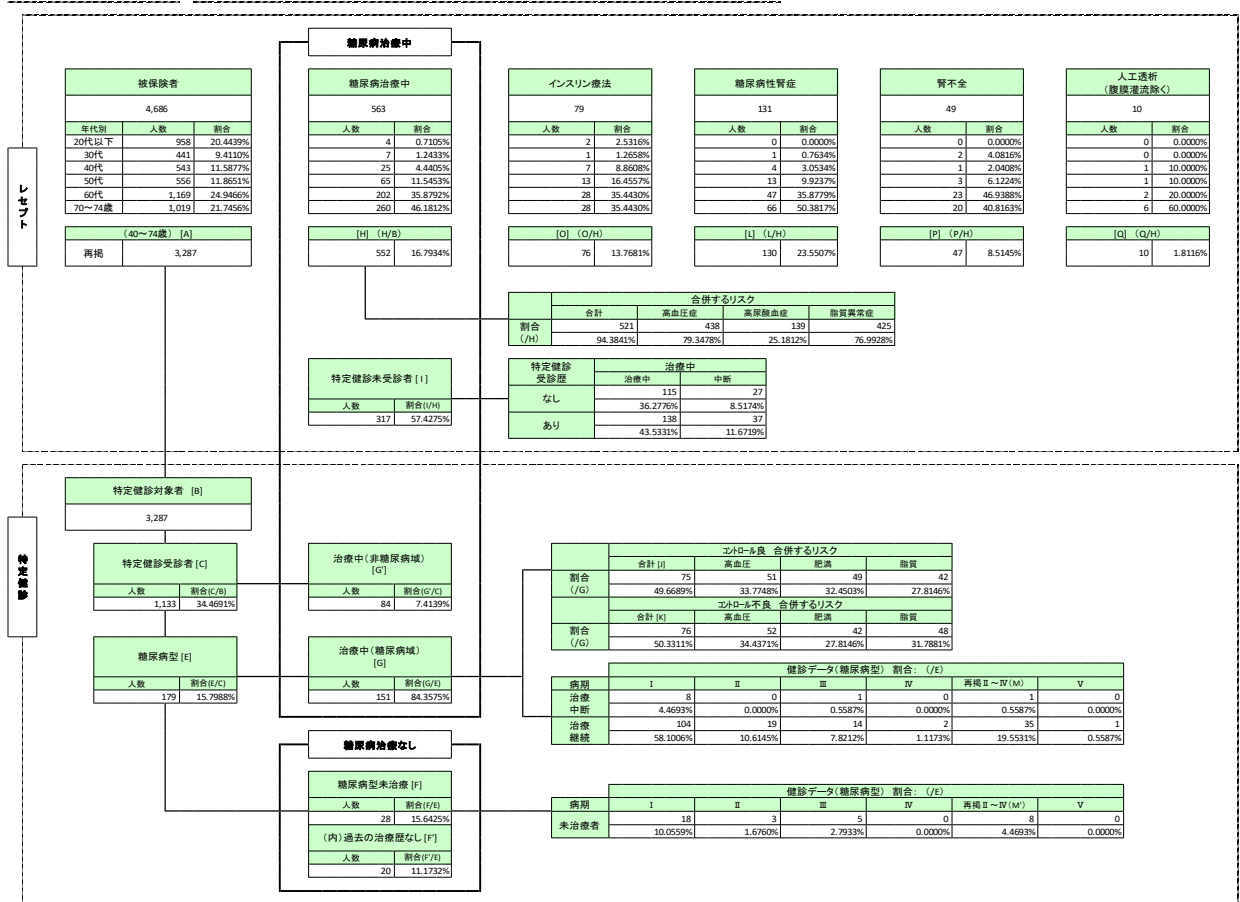 糖尿病治療中
被保険者 糖尿病治療中 インスリン療法 糖尿病性腎症 腎不全 人工透析
（腹膜灌流除く）
4,686 563 79 131 49 10
年代別 人数 割合 人数 割合 人数 割合 人数 割合 人数 割合 人数 割合
20代以下 958 20.4439% 4 0.7105% 2 2.5316% 0 0.0000% 0 0.0000% 0 0.0000%
30代 441 9.4110% 7 1.2433% 1 1.2658% 1 0.7634% 2 4.0816% 0 0.0000%
40代 543 11.5877% 25 4.4405% 7 8.8608% 4 3.0534% 1 2.0408% 1 10.0000%
50代 556 11.8651% 65 11.5453% 13 16.4557% 13 9.9237% 3 6.1224% 1 10.0000%
60代 1,169 24.9466% 202 35.8792% 28 35.4430% 47 35.8779% 23 46.9388% 2 20.0000%
70～74歳 1,019 21.7456% 260 46.1812% 28 35.4430% 66 50.3817% 20 40.8163% 6 60.0000%
レセプト
（40～74歳）[A] [H]（H/B） [O]（O/H） [L]（L/H） [P]（P/H） [Q]（Q/H）
再掲 3,287 552 16.7934% 76 13.7681% 130 23.5507% 47 8.5145% 10 1.8116%
合併するリスク
合計 高血圧症 高尿酸血症 脂質異常症
割合
（/H）
521 438 139 425
94.3841% 79.3478% 25.1812% 76.9928%
特定健診未受診者 [I]
人数 割合(I/H)
317 57.4275%
特定健診
受診歴
治療中
治療中 中断
なし
115 27
36.2776% 8.5174%
あり
138 37
43.5331% 11.6719%
特定健診
特定健診対象者 [B]
3,287
特定健診受診者 [C]
人数 割合(C/B)
1,133 34.4691%
治療中（非糖尿病域）
[G']
人数 割合(G'/C)
84 7.4139%
コントロール良 合併するリスク
合計 [J] 高血圧 肥満 脂質
割合
（/G）
75 51 49 42
49.6689% 33.7748% 32.4503% 27.8146%
コントロール不良 合併するリスク
合計 [K] 高血圧 肥満 脂質
割合
（/G）
76 52 42 48
50.3311% 34.4371% 27.8146% 31.7881%
糖尿病型 [E]
人数 割合(E/C)
179 15.7988%
治療中（糖尿病域）
[G]
人数 割合(G/E)
151 84.3575%
健診データ（糖尿病型） 割合：（/E）
病期 Ⅰ Ⅱ Ⅲ Ⅳ 再掲Ⅱ～Ⅳ（M） Ⅴ
治療
中断
8 0 1 0 1 0
4.4693% 0.0000% 0.5587% 0.0000% 0.5587% 0.0000%
治療
継続
104 19 14 2 35 1
58.1006% 10.6145% 7.8212% 1.1173% 19.5531% 0.5587%
糖尿病治療なし
糖尿病型未治療 [F]
人数 割合(F/E)
28 15.6425%
（内）過去の治療歴なし [F']
人数 割合(F'/E)
20 11.1732%
健診データ（糖尿病型） 割合：（/E）
病期 Ⅰ Ⅱ Ⅲ Ⅳ 再掲Ⅱ～Ⅳ（M'） Ⅴ
未治療者
18 3 5 0 8 0
10.0559% 1.6760% 2.7933% 0.0000% 4.4693% 0.0000%